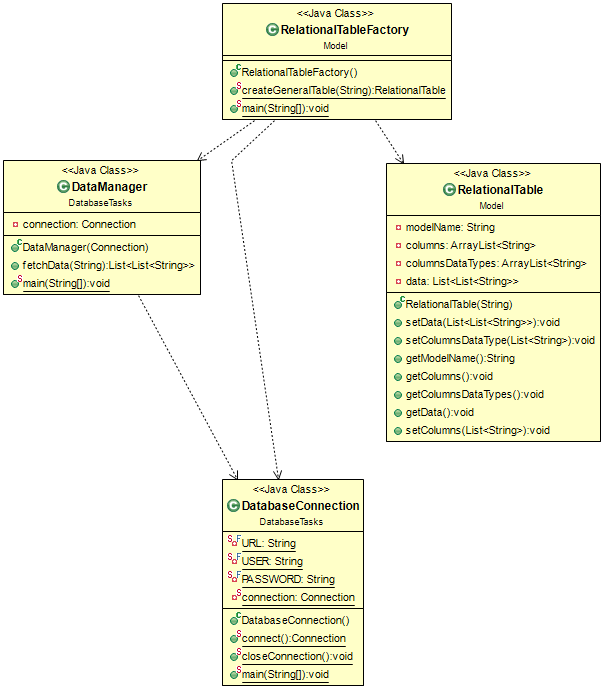 <<Java Class>>
RelationalTableFactory
Model
RelationalTableFactory()
createGeneralTable(String):RelationalTable
main(String[]):void
<<Java Class>>
DataManager
DatabaseTasks
connection: Connection
DataManager(Connection)
fetchData(String):List<List<String>>
main(String[]):void
<<Java Class>>
RelationalTable
Model
modelName: String
columns: ArrayList<String>
columnsDataTypes: ArrayList<String>
data: List<List<String>>
RelationalTable(String)
setData(List<List<String>>):void
setColumnsDataType(List<String>):void
getModelName():String
getColumns():void
getColumnsDataTypes():void
getData():void
setColumns(List<String>):void
<<Java Class>>
DatabaseConnection
DatabaseTasks
URL: String
USER: String
PASSWORD: String
connection: Connection
DatabaseConnection()
connect():Connection
closeConnection():void
main(String[]):void